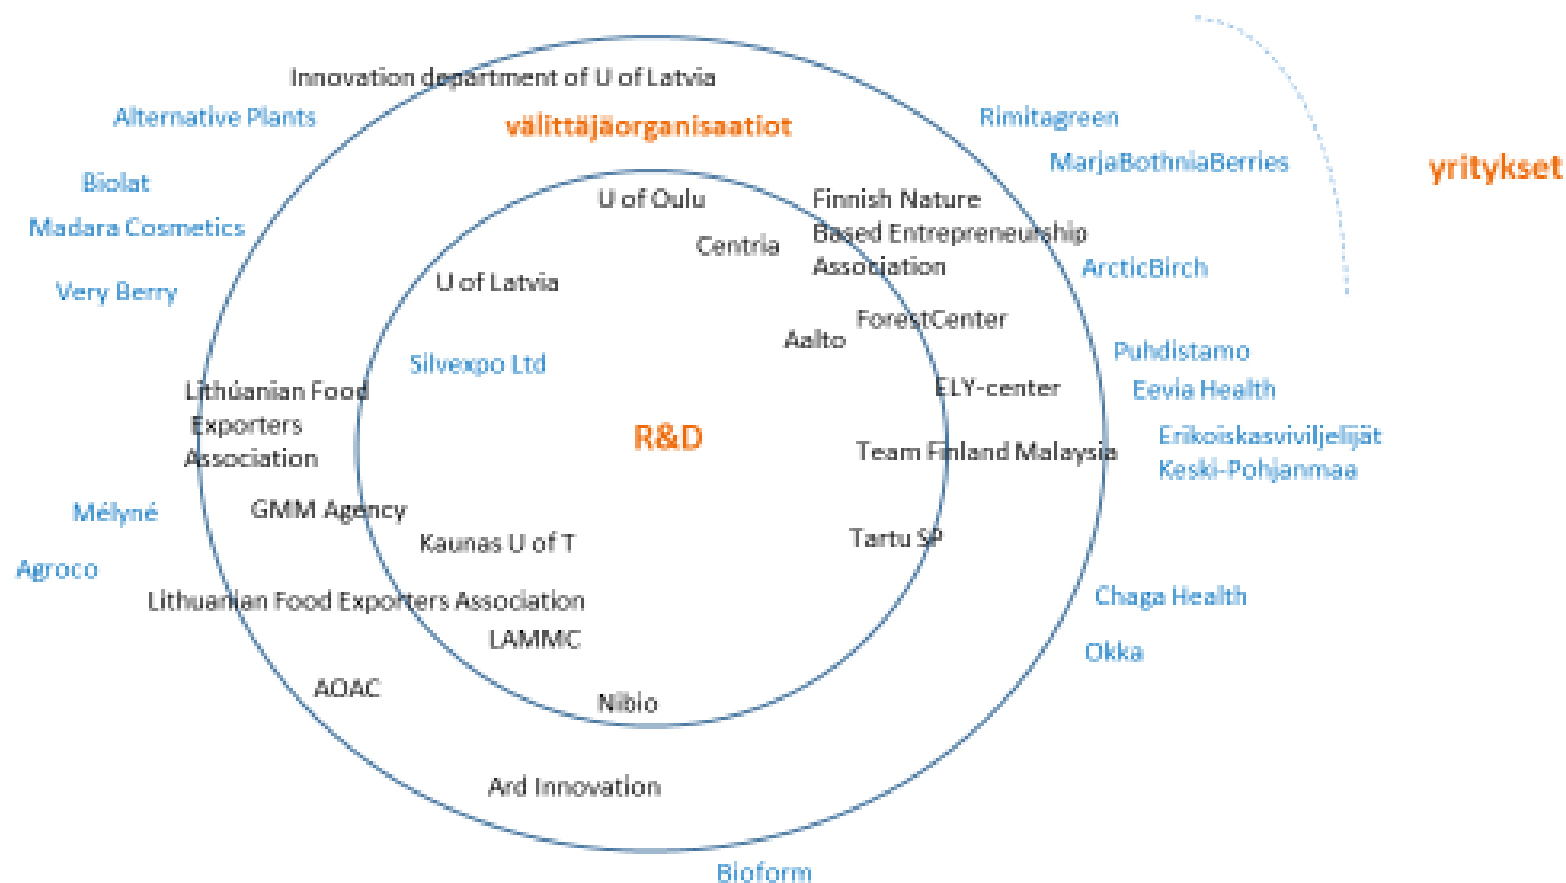 Innovation department of U of Latvia
Alternative Plants
Rimitagreen
välittäjäorganisaatiot
MarjaBothniaBerries
yritykset
Biolat
U of Oulu
Finnish Nature
Based Entrepreneurship
Association
Madara Cosmetics
Centria
ArcticBirch
U of Latvia
Very Berry
ForestCenter
Aalto
Puhdistamo
Silvexpo Ltd
Lithuanian Food
Exporters
Association
ELY-center
Eevia Health
R&D
Erikoiskasviviljelijät
Keski-Pohjanmaa
Team Finland Malaysia
Mélyné
GMM Agency
Kaunas U of T
Tartu SP
Agroco
Lithuanian Food Exporters Association
Chaga Health
LAMMC
Okka
AOAC
Nibio
Ard Innovation
Bioform